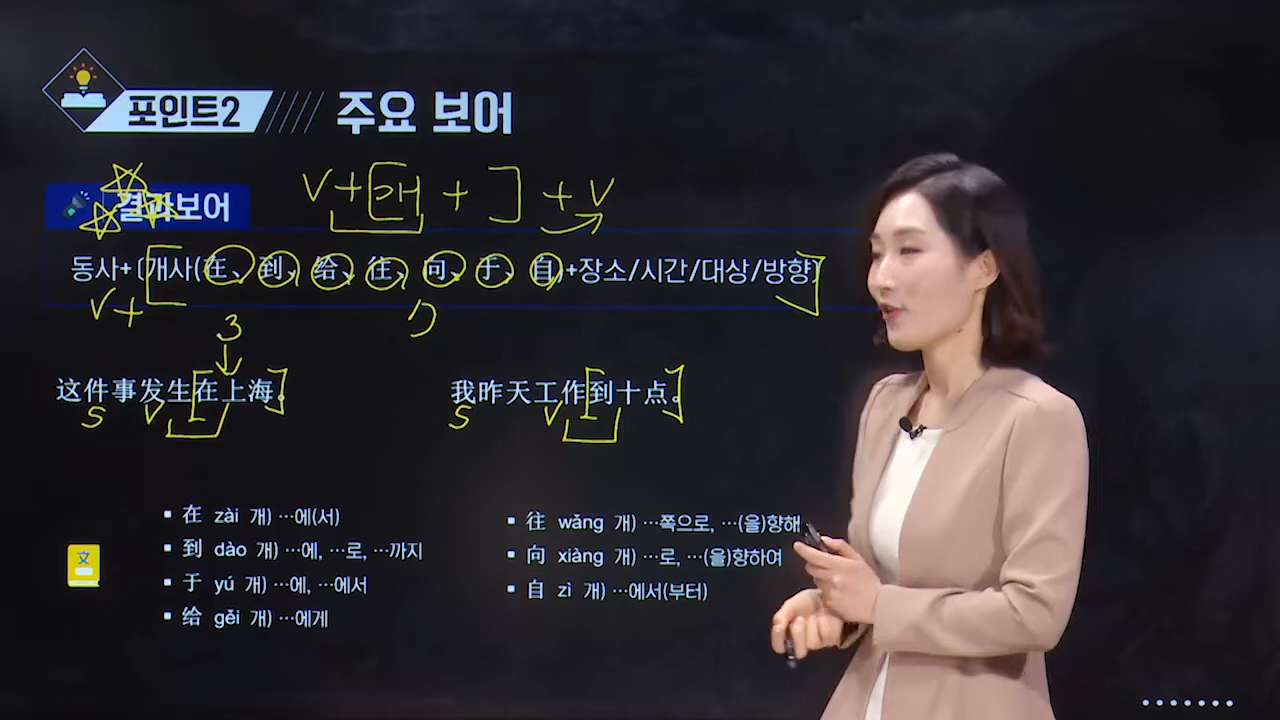 포인트2
주요 보어
V+[개 + ] + V
결과보어
동사+(개사(在、到、给、往、向、于、自)+장소/시간/대상/방향)
V+
3
7
这件事发生在上海。
S V
我昨天工作到十点。
S V
▪ 在 zài 개) …에(서)
▪ 到 dào 개) …에, …로, …까지
▪ 于 yú 개) …에, …에서
▪ 给 gěi 개) …에게
文
▪ 往 wǎng 개) …쪽으로, …(을)향해
▪ 向 xiàng 개) …로, …(을)향하여
▪ 自 zì 개) …에서(부터)